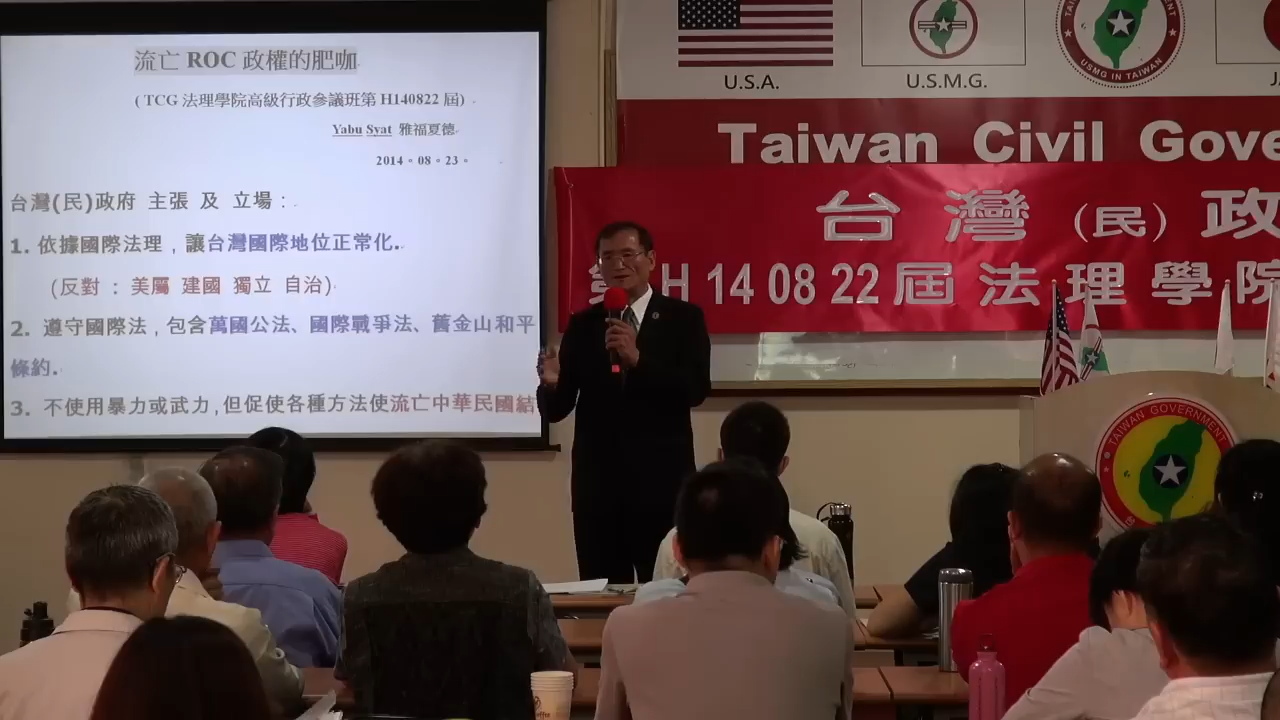 流亡 ROC 政權的肥咖
( TCG 法理學院高級行政參議班第 H140822 屆)
Yabu Syat 雅福夏德
2014。08。23。
台灣(民)政府 主張 及 立場：
1. 依據國際法理，讓台灣國際地位正常化.
(反對：美屬 建國 獨立 自治)
2. 遵守國際法，包含萬國公法、國際戰爭法、舊金山和平
條約.
3. 不使用暴力或武力,但促使各種方法使流亡中華民國結
U.S.A.
U.S.M.G.
USMG IN TAIWAN
Taiwan Civil Gove
台灣（民）政
H 14 08 22 屆法理學院
TAIWAN GOVERNMENT